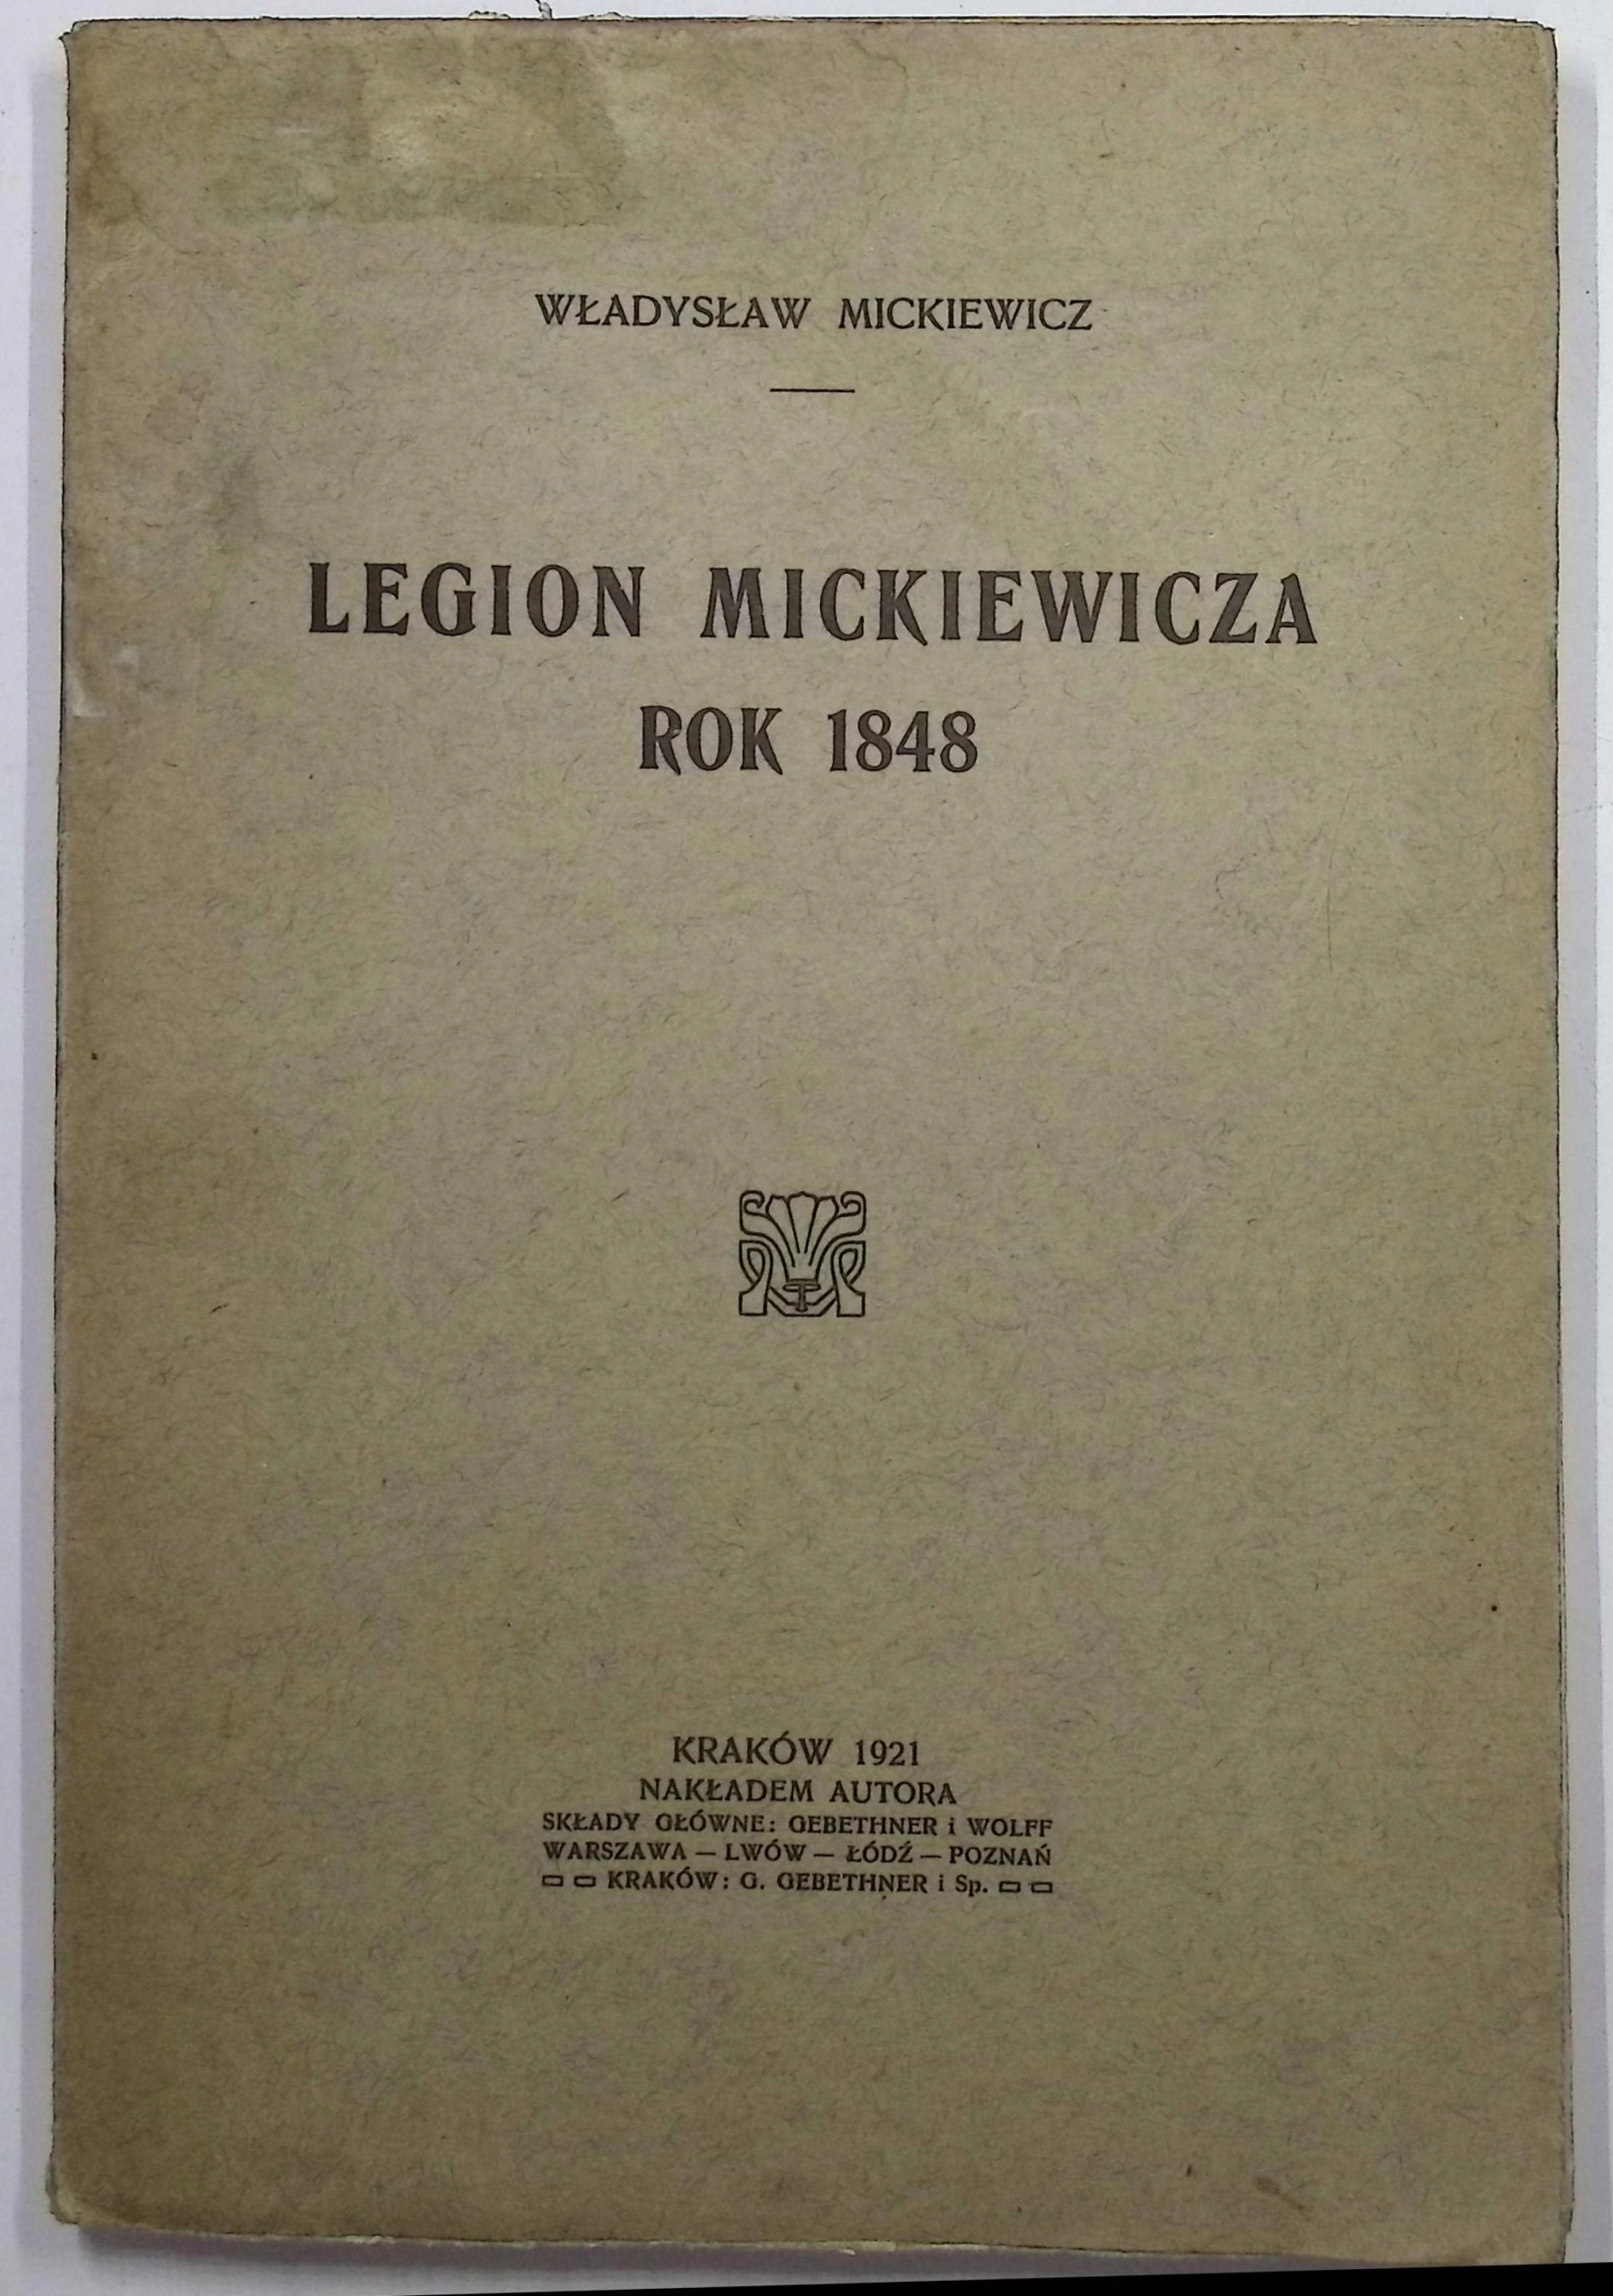 WŁADYSŁAW MICKIEWICZ
LEGION MICKIEWICZA
ROK 1848
KRAKÓW 1921
NAKŁADEM AUTORA
SKŁADY GŁÓWNE: GEBETHNER i WOLFF
WARSZAWA — LWÓW — ŁÓDŹ — POZNAŃ
KRAKÓW: G. GEBETHNER i Sp.